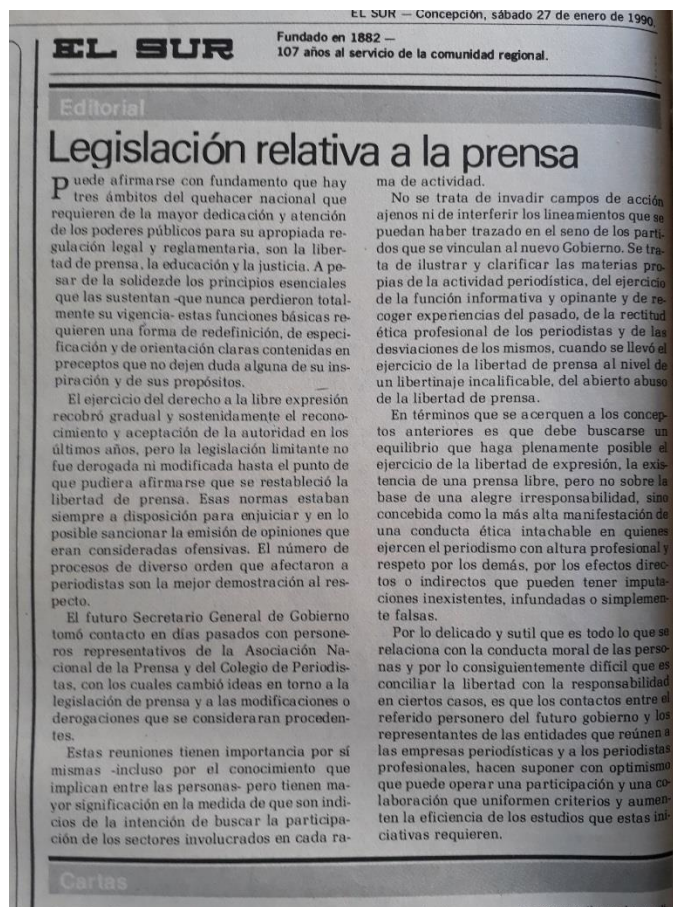 EL SUR — Concepción, sábado 27 de enero de 1990.
EL SUR
Fundado en 1882 —
107 años al servicio de la comunidad regional.
Editorial
Legislación relativa a la prensa
Puede afirmarse con fundamento que hay
tres ámbitos del quehacer nacional que
requieren de la mayor dedicación y atención
de los poderes públicos para su apropiada re-
gulación legal y reglamentaria, son la liber-
tad de prensa, la educación y la justicia. A pe-
sar de la solidezde los principios esenciales
que las sustentan -que nunca perdieron total-
mente su vigencia- estas funciones básicas re-
quieren una forma de redefinición, de especi-
ficación y de orientación claras contenidas en
preceptos que no dejen duda alguna de su ins-
piración y de sus propósitos.
El ejercicio del derecho a la libre expresión
recobró gradual y sostenidamente el recono-
cimiento y aceptación de la autoridad en los
últimos años, pero la legislación limitante no
fue derogada ni modificada hasta el punto de
que pudiera afirmarse que se restableció la
libertad de prensa. Esas normas estaban
siempre a disposición para enjuiciar y en lo
posible sancionar la emisión de opiniones que
eran consideradas ofensivas. El número de
procesos de diverso orden que afectaron a
periodistas son la mejor demostración al res-
pecto.
El futuro Secretario General de Gobierno
tomó contacto en días pasados con persone-
ros representativos de la Asociación Na-
cional de la Prensa y del Colegio de Periodis-
tas, con los cuales cambió ideas en torno a la
legislación de prensa y a las modificaciones o
derogaciones que se consideraran proceden-
tes.
Estas reuniones tienen importancia por sí
mismas -incluso por el conocimiento que
implican entre las personas- pero tienen ma-
yor significación en la medida de que son indi-
cios de la intención de buscar la participa-
ción de los sectores involucrados en cada ra-
ma de actividad.
No se trata de invadir campos de acción
ajenos ni de interferir los lineamientos que se
puedan haber trazado en el seno de los parti-
dos que se vinculan al nuevo Gobierno. Se tra-
ta de ilustrar y clarificar las materias pro-
pias de la actividad periodística, del ejercicio
de la función informativa y opinante y de re-
coger experiencias del pasado, de la rectitud
ética profesional de los periodistas y de las
desviaciones de los mismos, cuando se llevó el
ejercicio de la libertad de prensa al nivel de
un libertinaje incalificable, del abierto abuso
de la libertad de prensa.
En términos que se acerquen a los concep-
tos anteriores es que debe buscarse un
equilibrio que haga plenamente posible el
ejercicio de la libertad de expresión, la exis-
tencia de una prensa libre, pero no sobre la
base de una alegre irresponsabilidad, sino
concebida como la más alta manifestación de
una conducta ética intachable en quienes
ejercen el periodismo con altura profesional y
respeto por los demás, por los efectos direc-
tos o indirectos que pueden tener imputa-
ciones inexistentes, infundadas o simplemen-
te falsas.
Por lo delicado y sutil que es todo lo que se
relaciona con la conducta moral de las perso-
nas y por lo consiguientemente difícil que es
conciliar la libertad con la responsabilidad
en ciertos casos, es que los contactos entre el
referido personero del futuro gobierno y los
representantes de las entidades que reúnen a
las empresas periodísticas y a los periodistas
profesionales, hacen suponer con optimismo
que puede operar una participación y una co-
laboración que uniformen criterios y aumen-
ten la eficiencia de los estudios que estas ini-
ciativas requieren.
Cartas